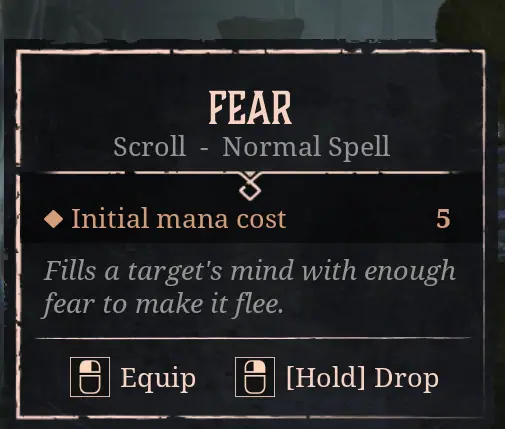 FEAR
Scroll - Normal Spell
Initial mana cost 5
Fills a target's mind with enough
fear to make it flee.
Equip [Hold] Drop